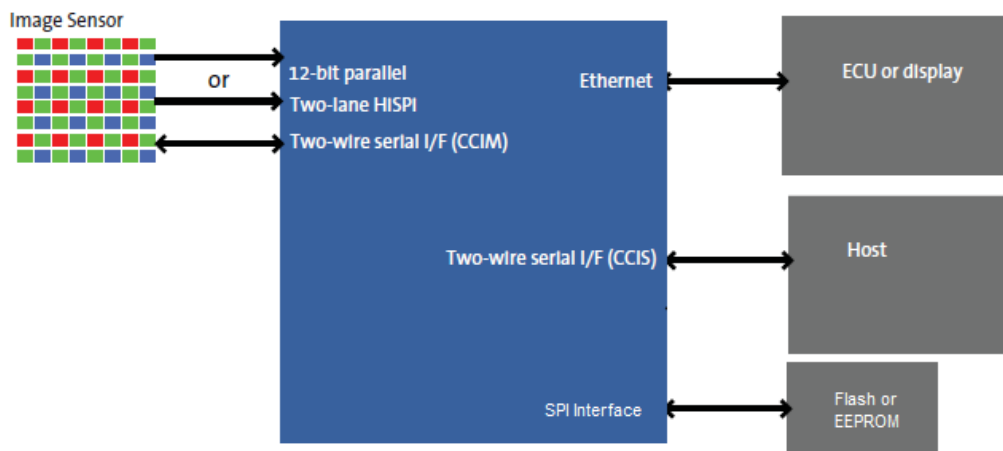 Image Sensor
or
12-bit parallel
Two-lane HISPI
Two-wire serial I/F (CCIM)
Ethernet
ECU or display
Two-wire serial I/F (CCIS)
Host
SPI Interface
Flash or
EEPROM